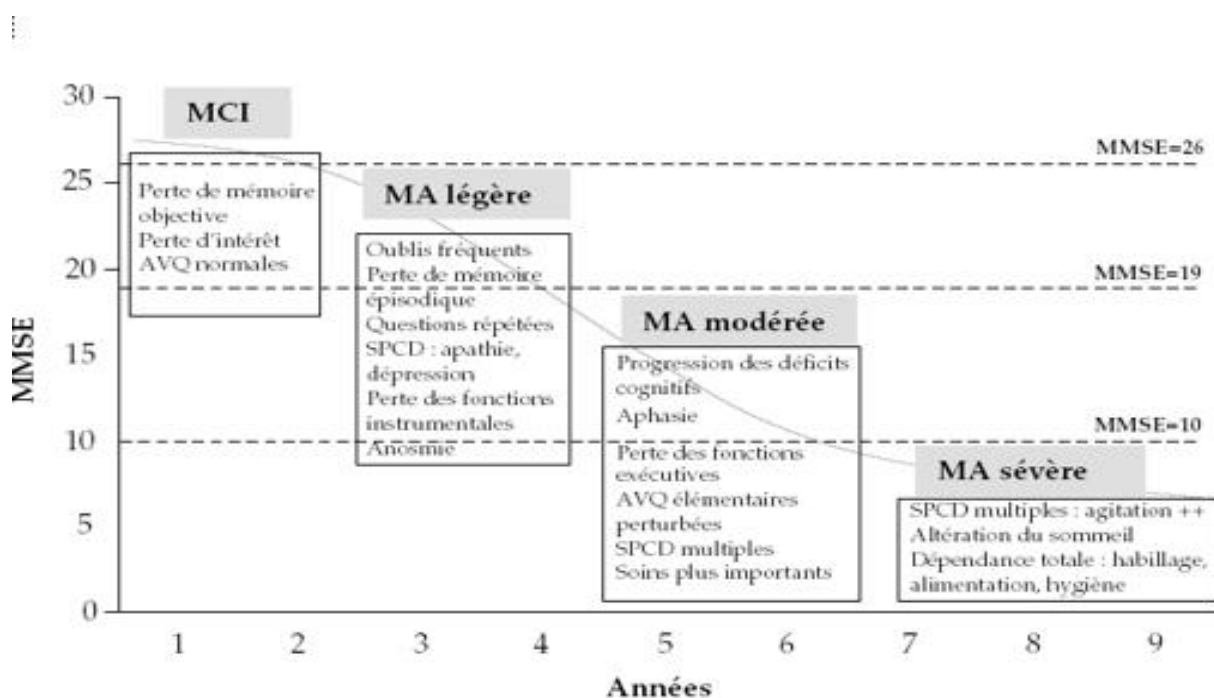 30
25
20
15
10
5
0
MMSE
MCI
Perte de mémoire
objective
Perte d'intérêt
AVQ normales
MA légère
Oublis fréquents
Perte de mémoire
épisodique
Questions répétées
SPCD : apathie,
dépression
Perte des fonctions
instrumentales
Anosmie
MA modérée
Progression des déficits
cognitifs
Aphasie
Perte des fonctions
exécutives
AVQ élémentaires
perturbées
SPCD multiples
Soins plus importants
MA sévère
SPCD multiples : agitation ++
Altération du sommeil
Dépendance totale : habillage,
alimentation, hygiène
MMSE=26
MMSE=19
MMSE=10
1 2 3 4 5 6 7 8 9
Années